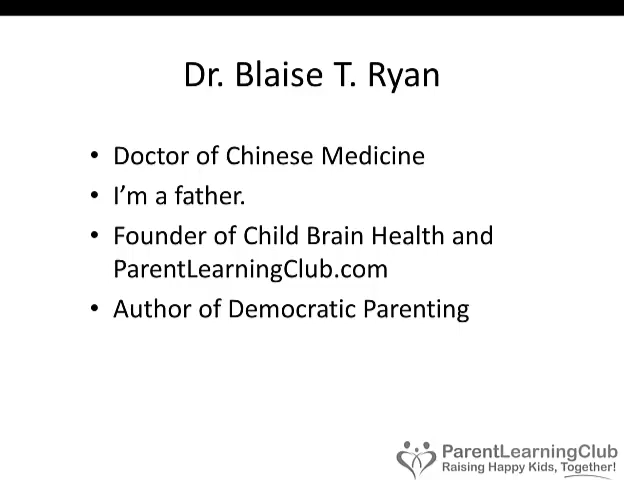 Dr. Blaise T. Ryan
• Doctor of Chinese Medicine
• I’m a father.
• Founder of Child Brain Health and
ParentLearningClub.com
• Author of Democratic Parenting
ParentLearningClub
Raising Happy Kids, Together!